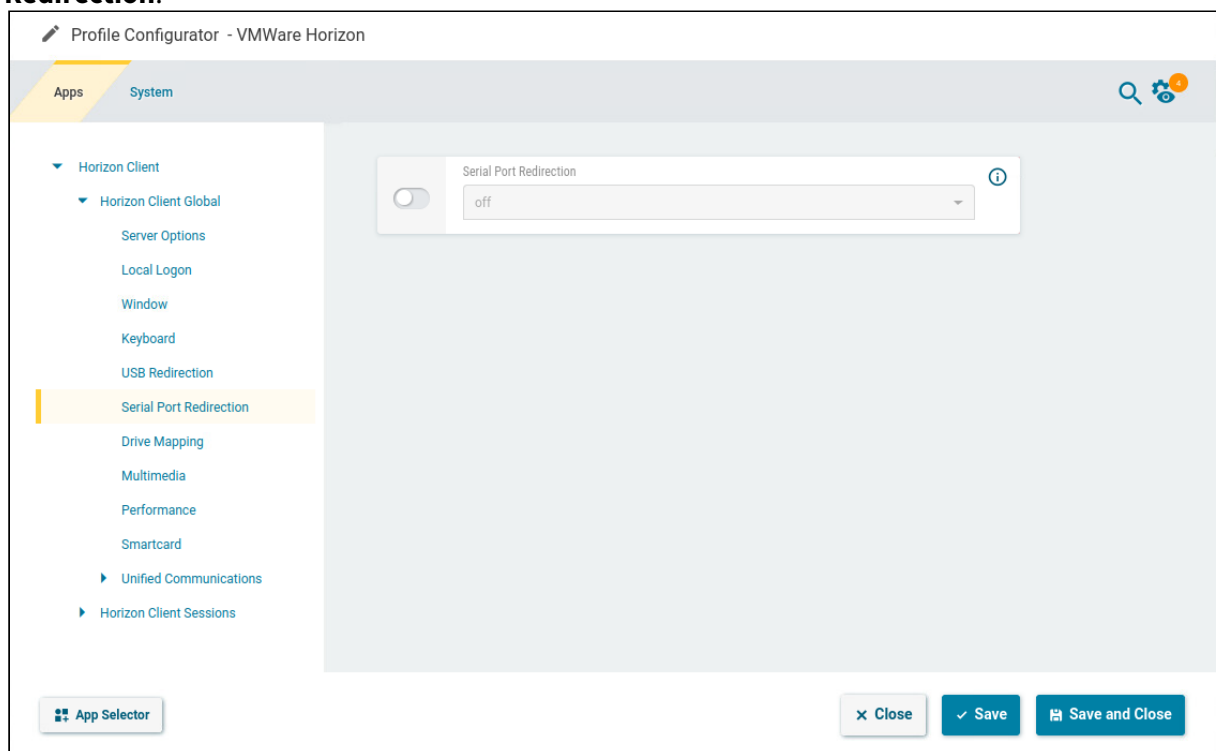 Redirection.
Profile Configurator - VMWare Horizon
Apps
System
4
Horizon Client
Horizon Client Global
Server Options
Local Logon
Window
Keyboard
USB Redirection
Serial Port Redirection
Drive Mapping
Multimedia
Performance
Smartcard
Unified Communications
Horizon Client Sessions
Serial Port Redirection
off
App Selector
Close
Save
Save and Close